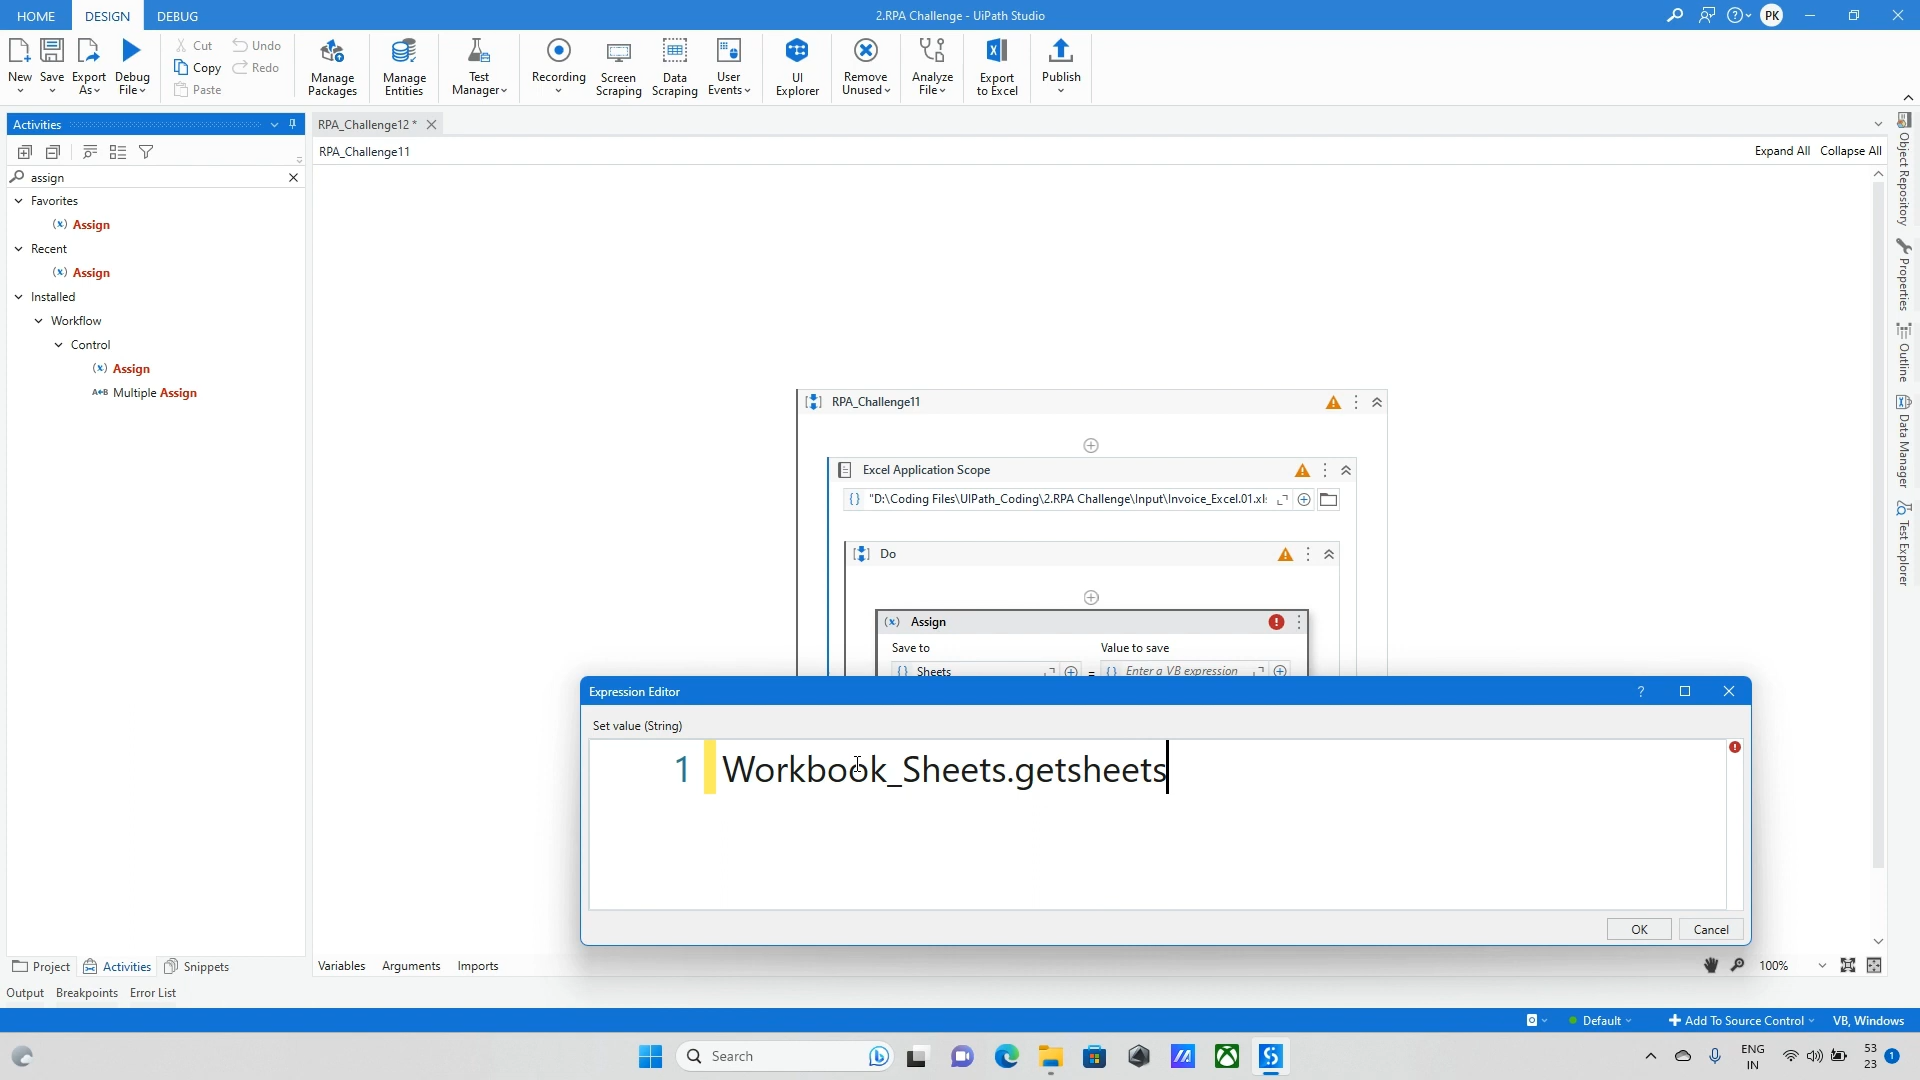 HOME DESIGN DEBUG
2.RPA Challenge - UiPath Studio
PK
New
Save
Export As
Debug File
Cut
Copy
Paste
Undo
Redo
Manage Packages
Manage Entities
Test Manager
Recording
Screen Scraping
Data Scraping
User Events
UI Explorer
Remove Unused
Analyze File
Export to Excel
Publish
Activities
RPA_Challenge12 *
RPA_Challenge11
Expand All Collapse All
assign
Favorites
Assign
Recent
Assign
Installed
Workflow
Control
Assign
Multiple Assign
RPA_Challenge11
Excel Application Scope
"D:\Coding Files\UIPath_Coding\2.RPA Challenge\Input\Invoice_Excel.01.xl
Do
Assign
Save to
Value to save
Sheets
=
Enter a VB expression
Expression Editor
?
Set value (String)
1 Workbook_Sheets.getsheets
OK Cancel
Object Repository
Properties
Outline
Data Manager
Test Explorer
Project Activities Snippets
Variables Arguments Imports
100%
Output Breakpoints Error List
Default
Add To Source Control
VB, Windows
Search
ENG
IN
53
23
1